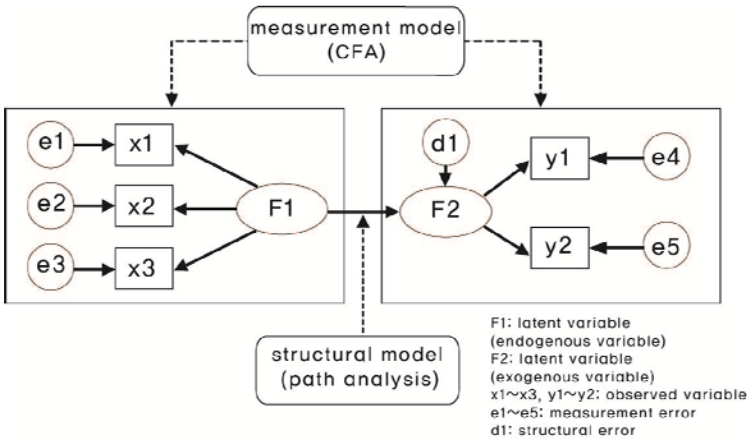 measurement model
(CFA)
e1
x1
e2
x2
e3
x3
F1
d1
F2
y1
e4
y2
e5
structural model
(path analysis)
F1: latent variable
(endogenous variable)
F2: latent variable
(exogenous variable)
x1~x3, y1~y2: observed variable
e1~e5: measurement error
d1: structural error